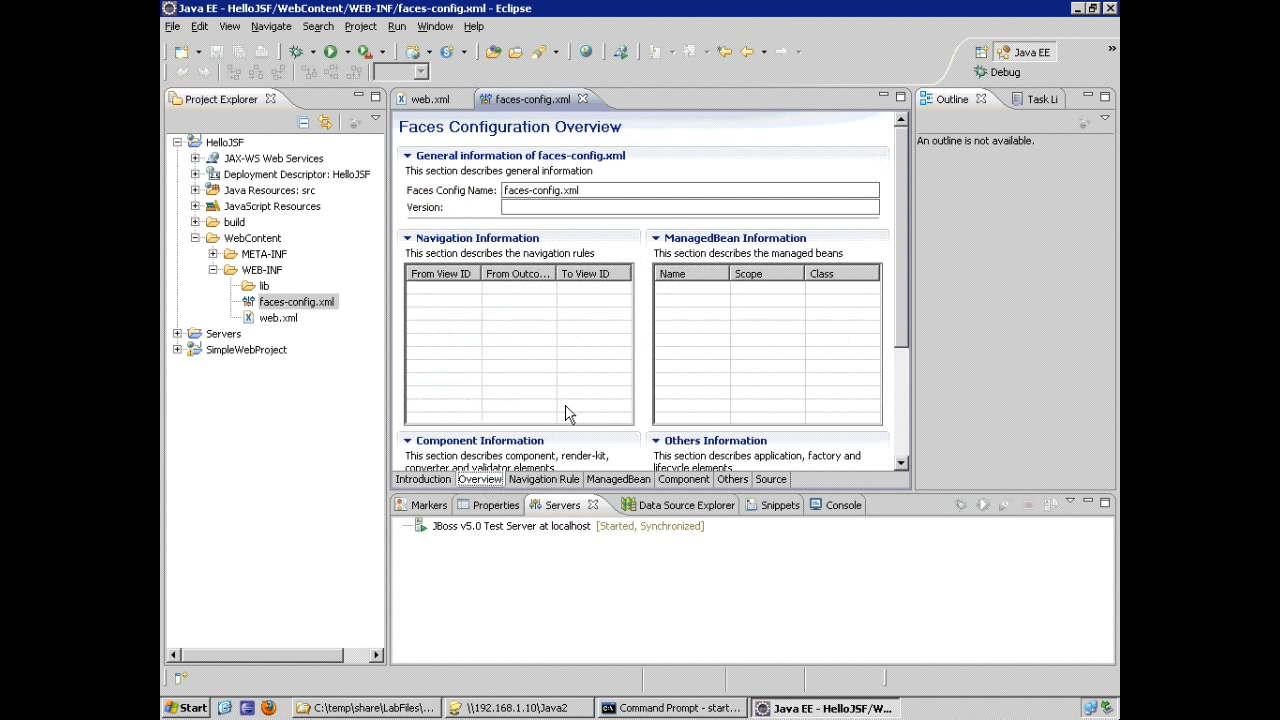 Java EE - HelloJSF/WebContent/WEB-INF/faces-config.xml - Eclipse
File Edit View Navigate Search Project Run Window Help
Java EE
Debug
Project Explorer
HelloJSF
JAX-WS Web Services
Deployment Descriptor: HelloJSF
Java Resources: src
JavaScript Resources
build
WebContent
META-INF
WEB-INF
lib
faces-config.xml
web.xml
Servers
SimpleWebProject
web.xml faces-config.xml
Faces Configuration Overview
General information of faces-config.xml
This section describes general information
Faces Config Name: faces-config.xml
Version:
Navigation Information
This section describes the navigation rules
From View ID From Outco... To View ID
ManagedBean Information
This section describes the managed beans
Name Scope Class
Component Information
This section describes component, render-kit,
converter and validator elements
Others Information
This section describes application, factory and
lifecycle elements
Introduction Overview Navigation Rule ManagedBean Component Others Source
Outline Task Li
An outline is not available.
Markers Properties Servers Data Source Explorer Snippets Console
JBoss v5.0 Test Server at localhost [Started, Synchronized]
Start C:\temp\share\LabFiles\... \\192.168.1.10\Java2 Command Prompt - start... Java EE - HelloJSF/W...